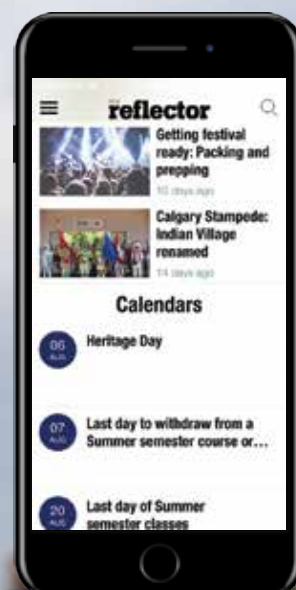 reflector
Getting festival
ready: Packing and
prepping
10 days ago
Calgary Stampede:
Indian Village
renamed
14 days ago
Calendars
06
AUG
Heritage Day
07
AUG
Last day to withdraw from a
Summer semester course or...
20
AUG
Last day of Summer
semester classes